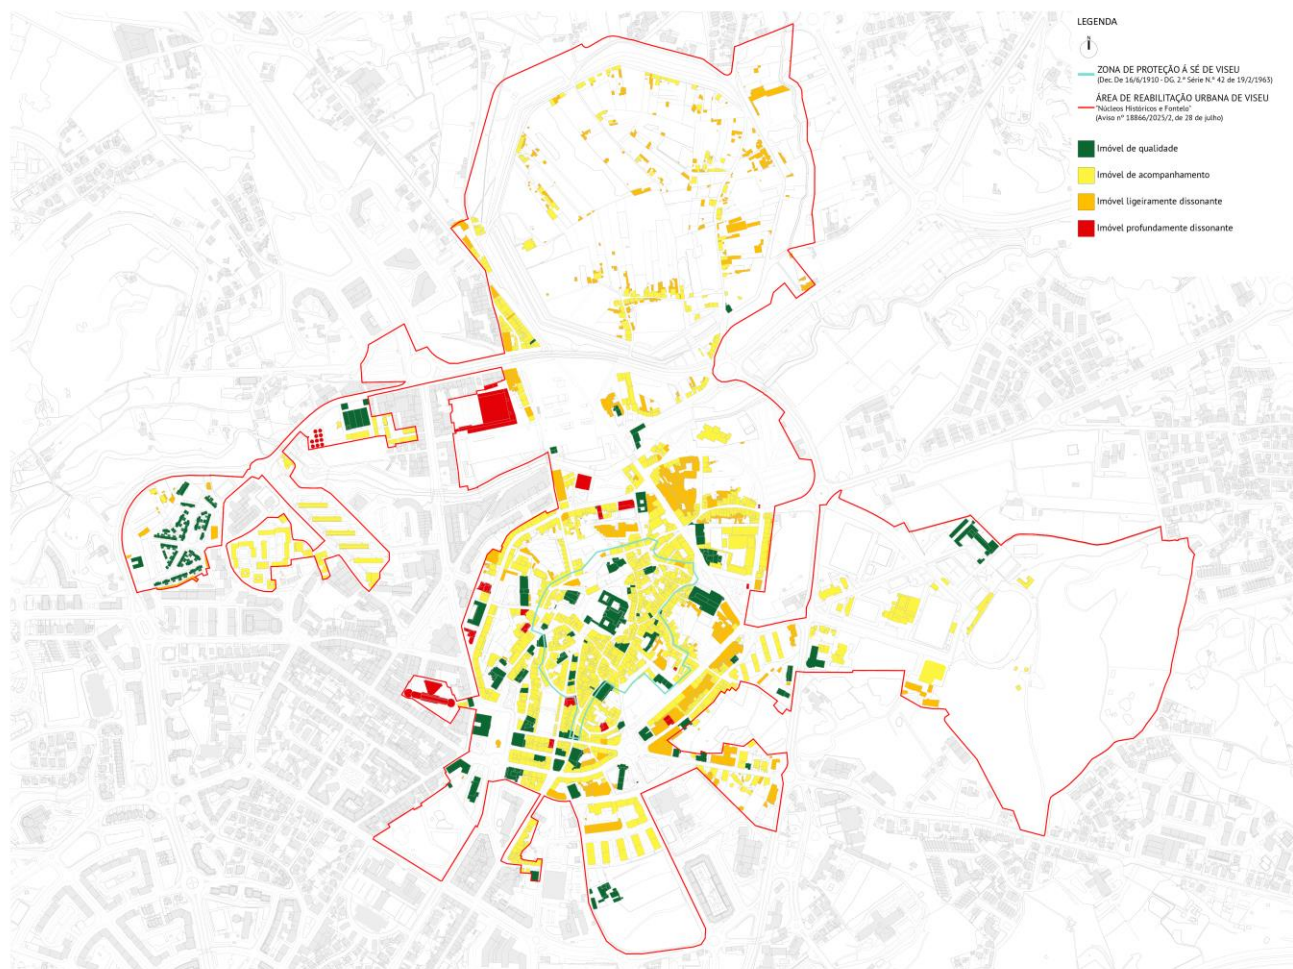 LEGENDA
N
ZONA DE PROTEÇÃO Á SÉ DE VISEU
(Dec. De 16/6/1910 - DG, 2.ª Série N.º 42 de 19/2/1963)
ÁREA DE REABILITAÇÃO URBANA DE VISEU
"Núcleos Históricos e Fontelo"
(Aviso nº 18866/2025/2, de 28 de julho)
Imóvel de qualidade
Imóvel de acompanhamento
Imóvel ligeiramente dissonante
Imóvel profundamente dissonante